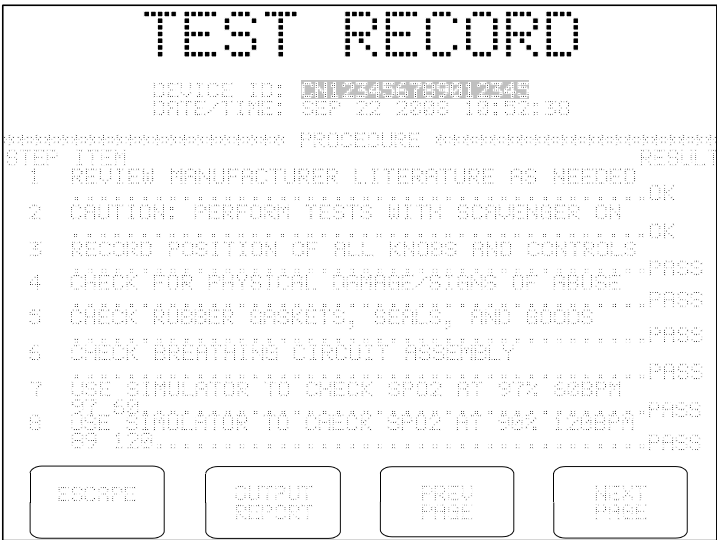 TEST RECORD
DEVICE ID: CN123456789012345
DATE/TIME: SEP 22 2008 10:52:30
************************ PROCEDURE ************************
STEP ITEM RESULT
1 REVIEW MANUFACTURER LITERATURE AS NEEDED
OK
2 CAUTION: PERFORM TESTS WITH SCAVENGER ON
OK
3 RECORD POSITION OF ALL KNOBS AND CONTROLS
PASS
4 CHECK FOR PHYSICAL DAMAGE/SIGNS OF ABUSE
PASS
5 CHECK RUBBER GASKETS, SEALS, AND GOODS
PASS
6 CHECK BREATHING CIRCUIT ASSEMBLY
PASS
7 USE SIMULATOR TO CHECK SPO2 AT 97% 60BPM
97 60 PASS
8 USE SIMULATOR TO CHECK SPO2 AT 90% 120BPM
89 120 PASS
ESCAPE
OUTPUT REPORT
PREV PAGE
NEXT PAGE